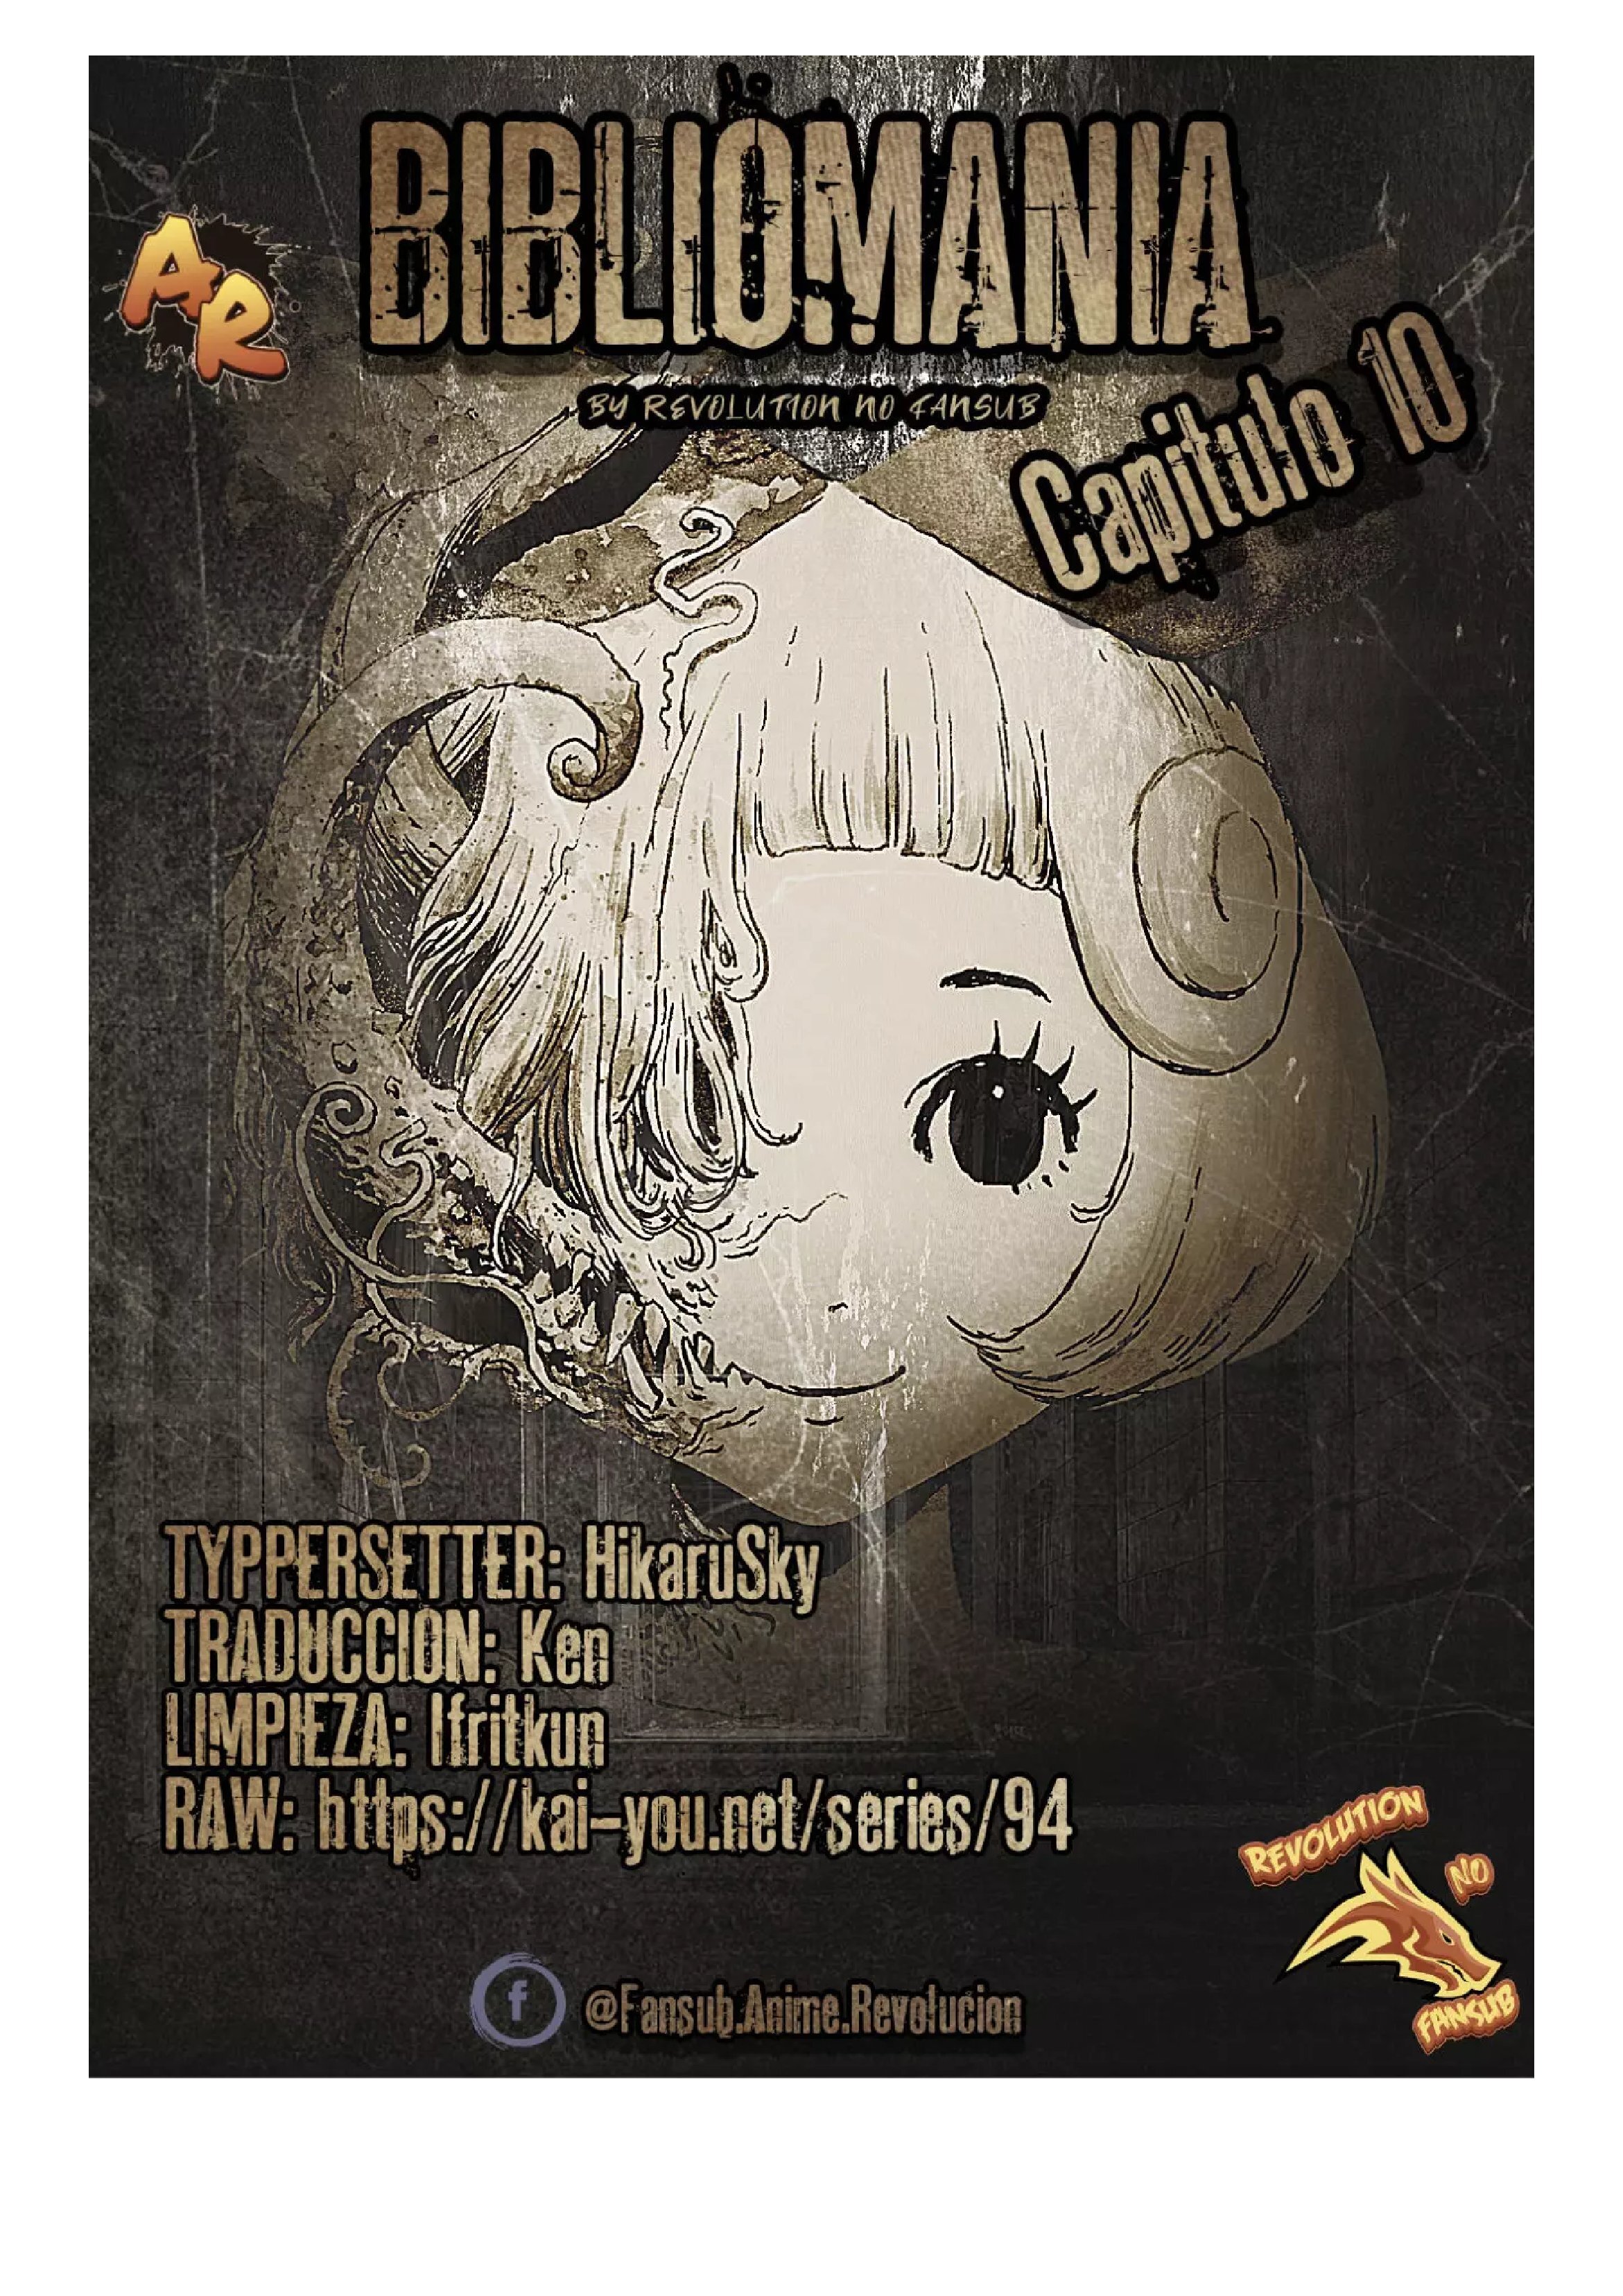 BIBLIOMANIA
AR
BY REVOLUTION NO FANSUB
Capitulo 10
TYPPERSETTER: HikaruSky
TRADUCCION: Ken
LIMPIEZA: Ifritkun
RAW: https://kai-you.net/series/94
REVOLUTION
NO
FANSUB
f @Fansub.Anime.Revolucion